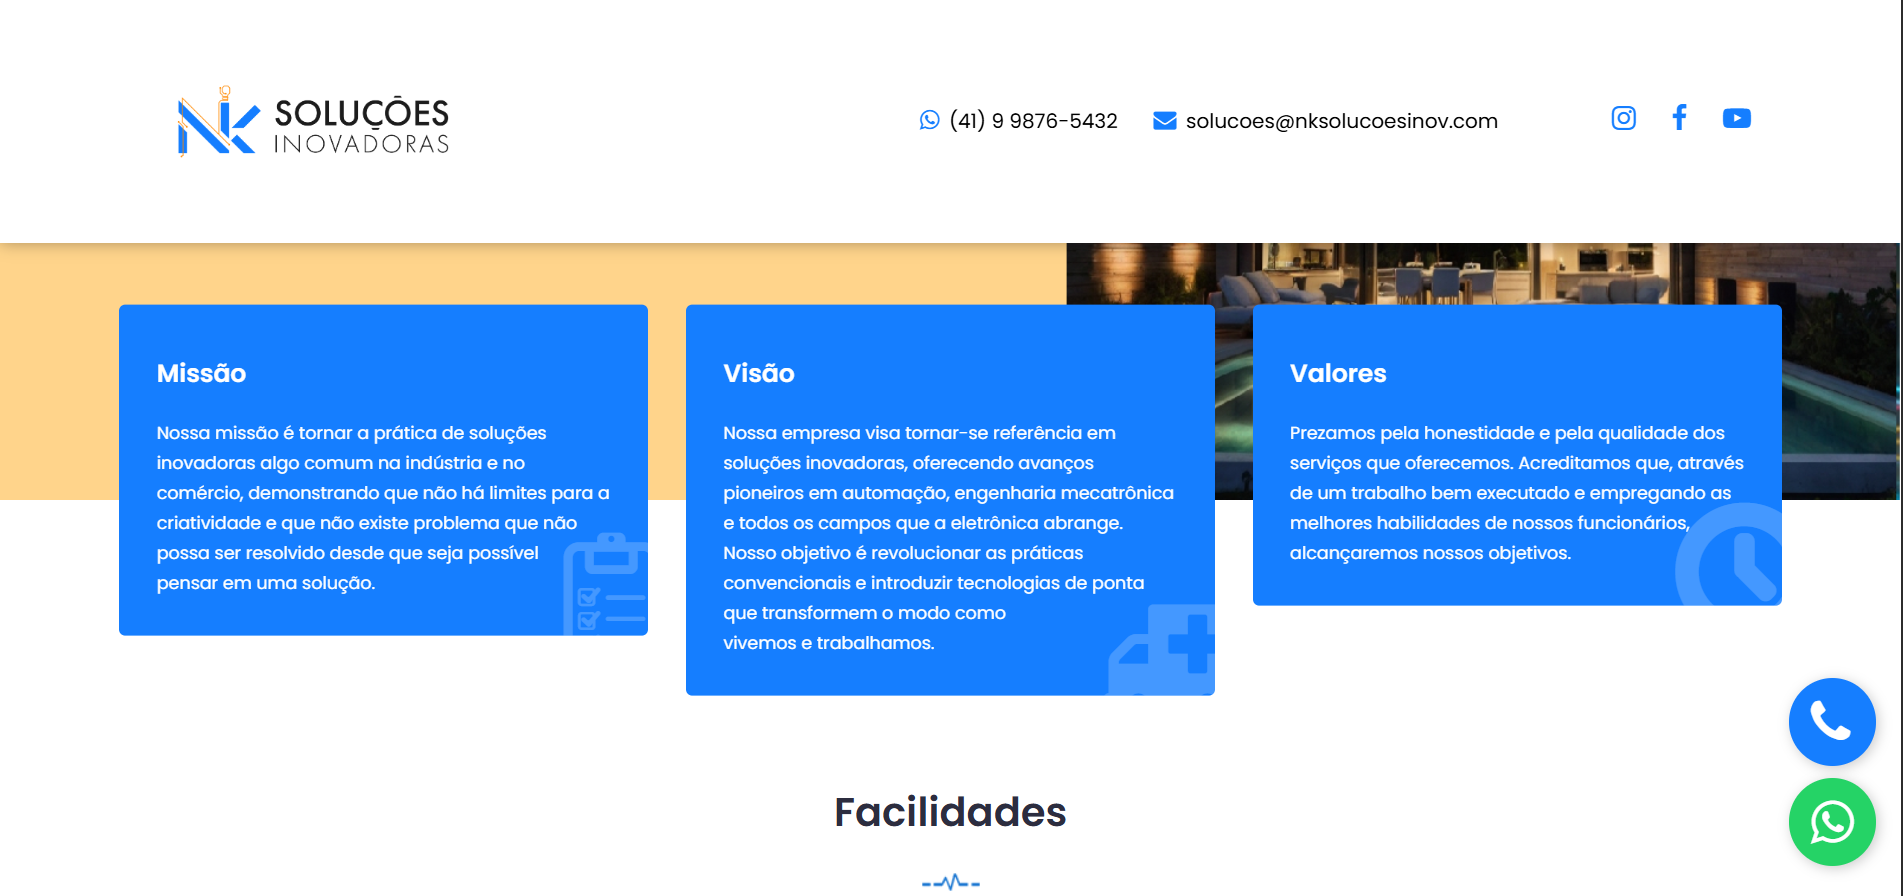 NK SOLUÇÕES
INOVADORAS
(41) 9 9876-5432
solucoes@nksolucoesinov.com
Missão
Nossa missão é tornar a prática de soluções
inovadoras algo comum na indústria e no
comércio, demonstrando que não há limites para a
criatividade e que não existe problema que não
possa ser resolvido desde que seja possível
pensar em uma solução.
Visão
Nossa empresa visa tornar-se referência em
soluções inovadoras, oferecendo avanços
pioneiros em automação, engenharia mecatrônica
e todos os campos que a eletrônica abrange.
Nosso objetivo é revolucionar as práticas
convencionais e introduzir tecnologias de ponta
que transformem o modo como
vivemos e trabalhamos.
Valores
Prezamos pela honestidade e pela qualidade dos
serviços que oferecemos. Acreditamos que, através
de um trabalho bem executado e empregando as
melhores habilidades de nossos funcionários,
alcançaremos nossos objetivos.
Facilidades